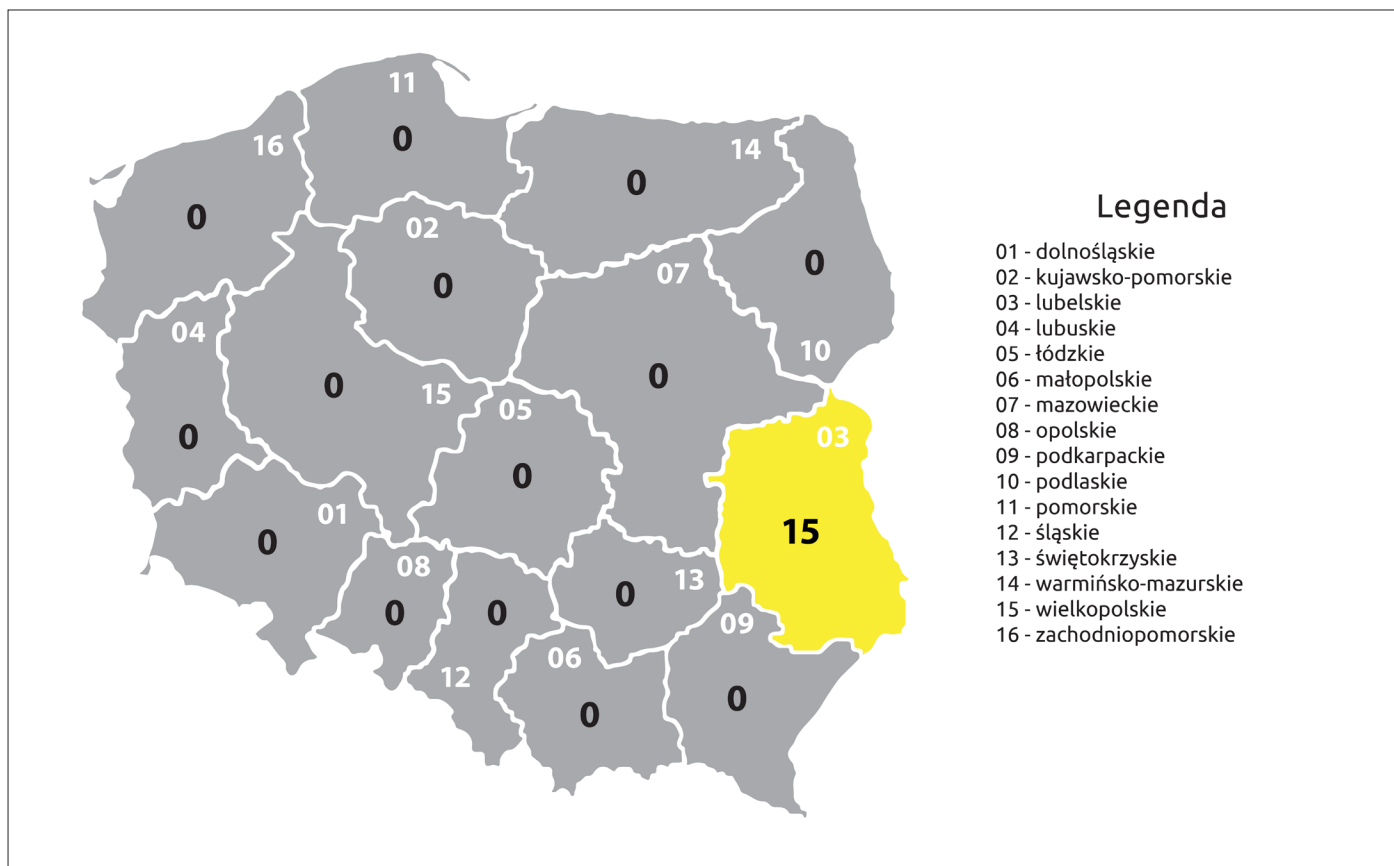 11
0
16
14
0
0
02
07
0
0
04
10
0
15
05
0
03
0
0
01
15
0
08
13
0
0
0
09
06
12
0
0
Legenda
01 - dolnośląskie
02 - kujawsko-pomorskie
03 - lubelskie
04 - lubuskie
05 - łódzkie
06 - małopolskie
07 - mazowieckie
08 - opolskie
09 - podkarpackie
10 - podlaskie
11 - pomorskie
12 - śląskie
13 - świętokrzyskie
14 - warmińsko-mazurskie
15 - wielkopolskie
16 - zachodniopomorskie